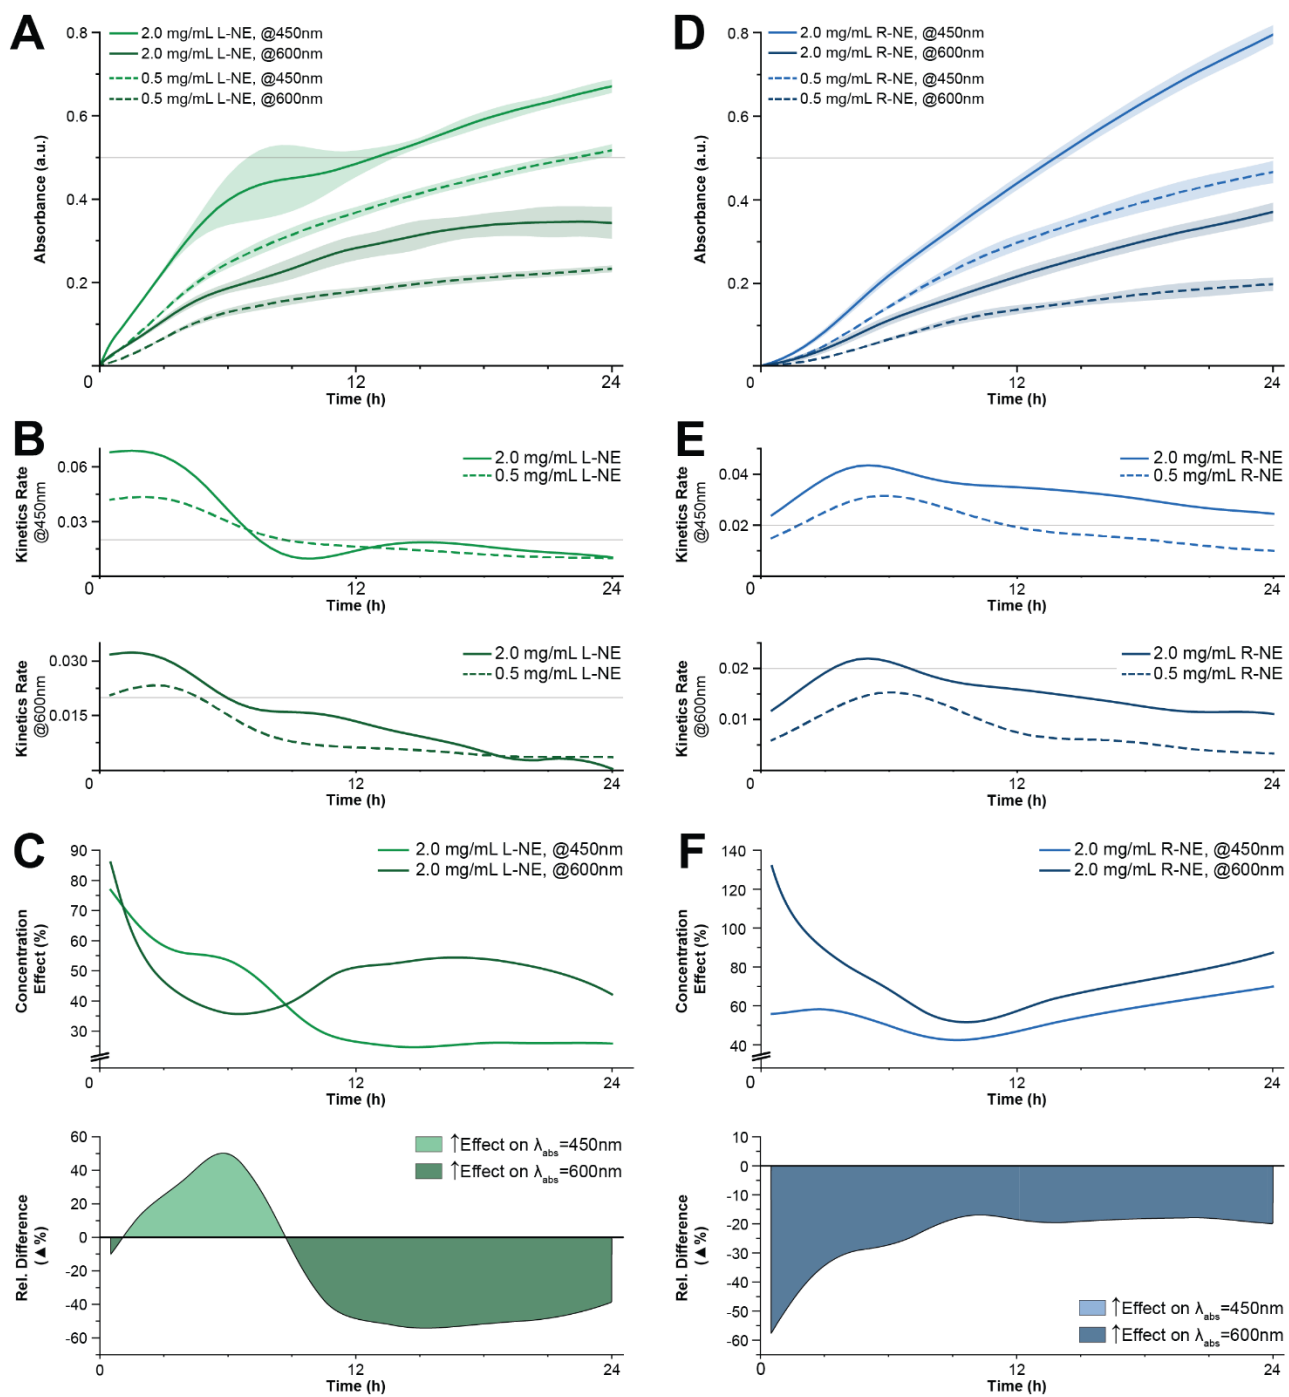 A
2.0 mg/mL L-NE, @450nm
2.0 mg/mL L-NE, @600nm
0.5 mg/mL L-NE, @450nm
0.5 mg/mL L-NE, @600nm
Absorbance (a.u.)
0.8
0.6
0.4
0.2
0
12
24
Time (h)
D
2.0 mg/mL R-NE, @450nm
2.0 mg/mL R-NE, @600nm
0.5 mg/mL R-NE, @450nm
0.5 mg/mL R-NE, @600nm
Absorbance (a.u.)
0.8
0.6
0.4
0.2
0
12
24
Time (h)
B
2.0 mg/mL L-NE
0.5 mg/mL L-NE
Kinetics Rate
@450nm
0.06
0.03
0
12
24
Time (h)
2.0 mg/mL L-NE
0.5 mg/mL L-NE
Kinetics Rate
@600nm
0.030
0.015
0
12
24
Time (h)
E
2.0 mg/mL R-NE
0.5 mg/mL R-NE
Kinetics Rate
@450nm
0.04
0.02
0
12
24
Time (h)
2.0 mg/mL R-NE
0.5 mg/mL R-NE
Kinetics Rate
@600nm
0.02
0.01
0
12
24
Time (h)
C
2.0 mg/mL L-NE, @450nm
2.0 mg/mL L-NE, @600nm
Concentration
Effect (%)
90
80
70
60
50
40
30
0
12
24
Time (h)
↑Effect on λabs=450nm
↑Effect on λabs=600nm
Rel. Difference
(▲%)
60
40
20
0
-20
-40
-60
0
12
24
Time (h)
F
2.0 mg/mL R-NE, @450nm
2.0 mg/mL R-NE, @600nm
Concentration
Effect (%)
140
120
100
80
60
40
0
12
24
Time (h)
Rel. Difference
(▲%)
10
0
-10
-20
-30
-40
-50
-60
↑Effect on λabs=450nm
↑Effect on λabs=600nm
0
12
24
Time (h)